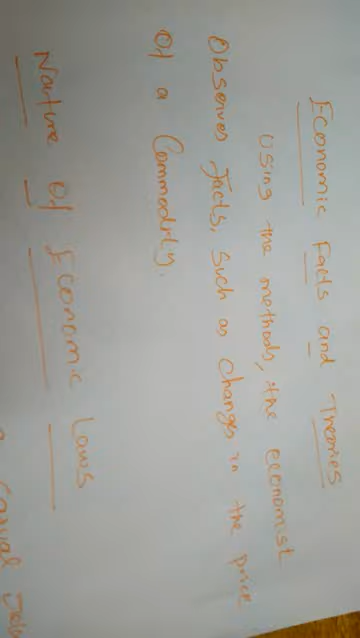 Economic Facts and Theories
Using the methods, the economist
Observes Facts, Such as changes in the price
Of a Commodity.
Nature Of Economic Laws
Casual